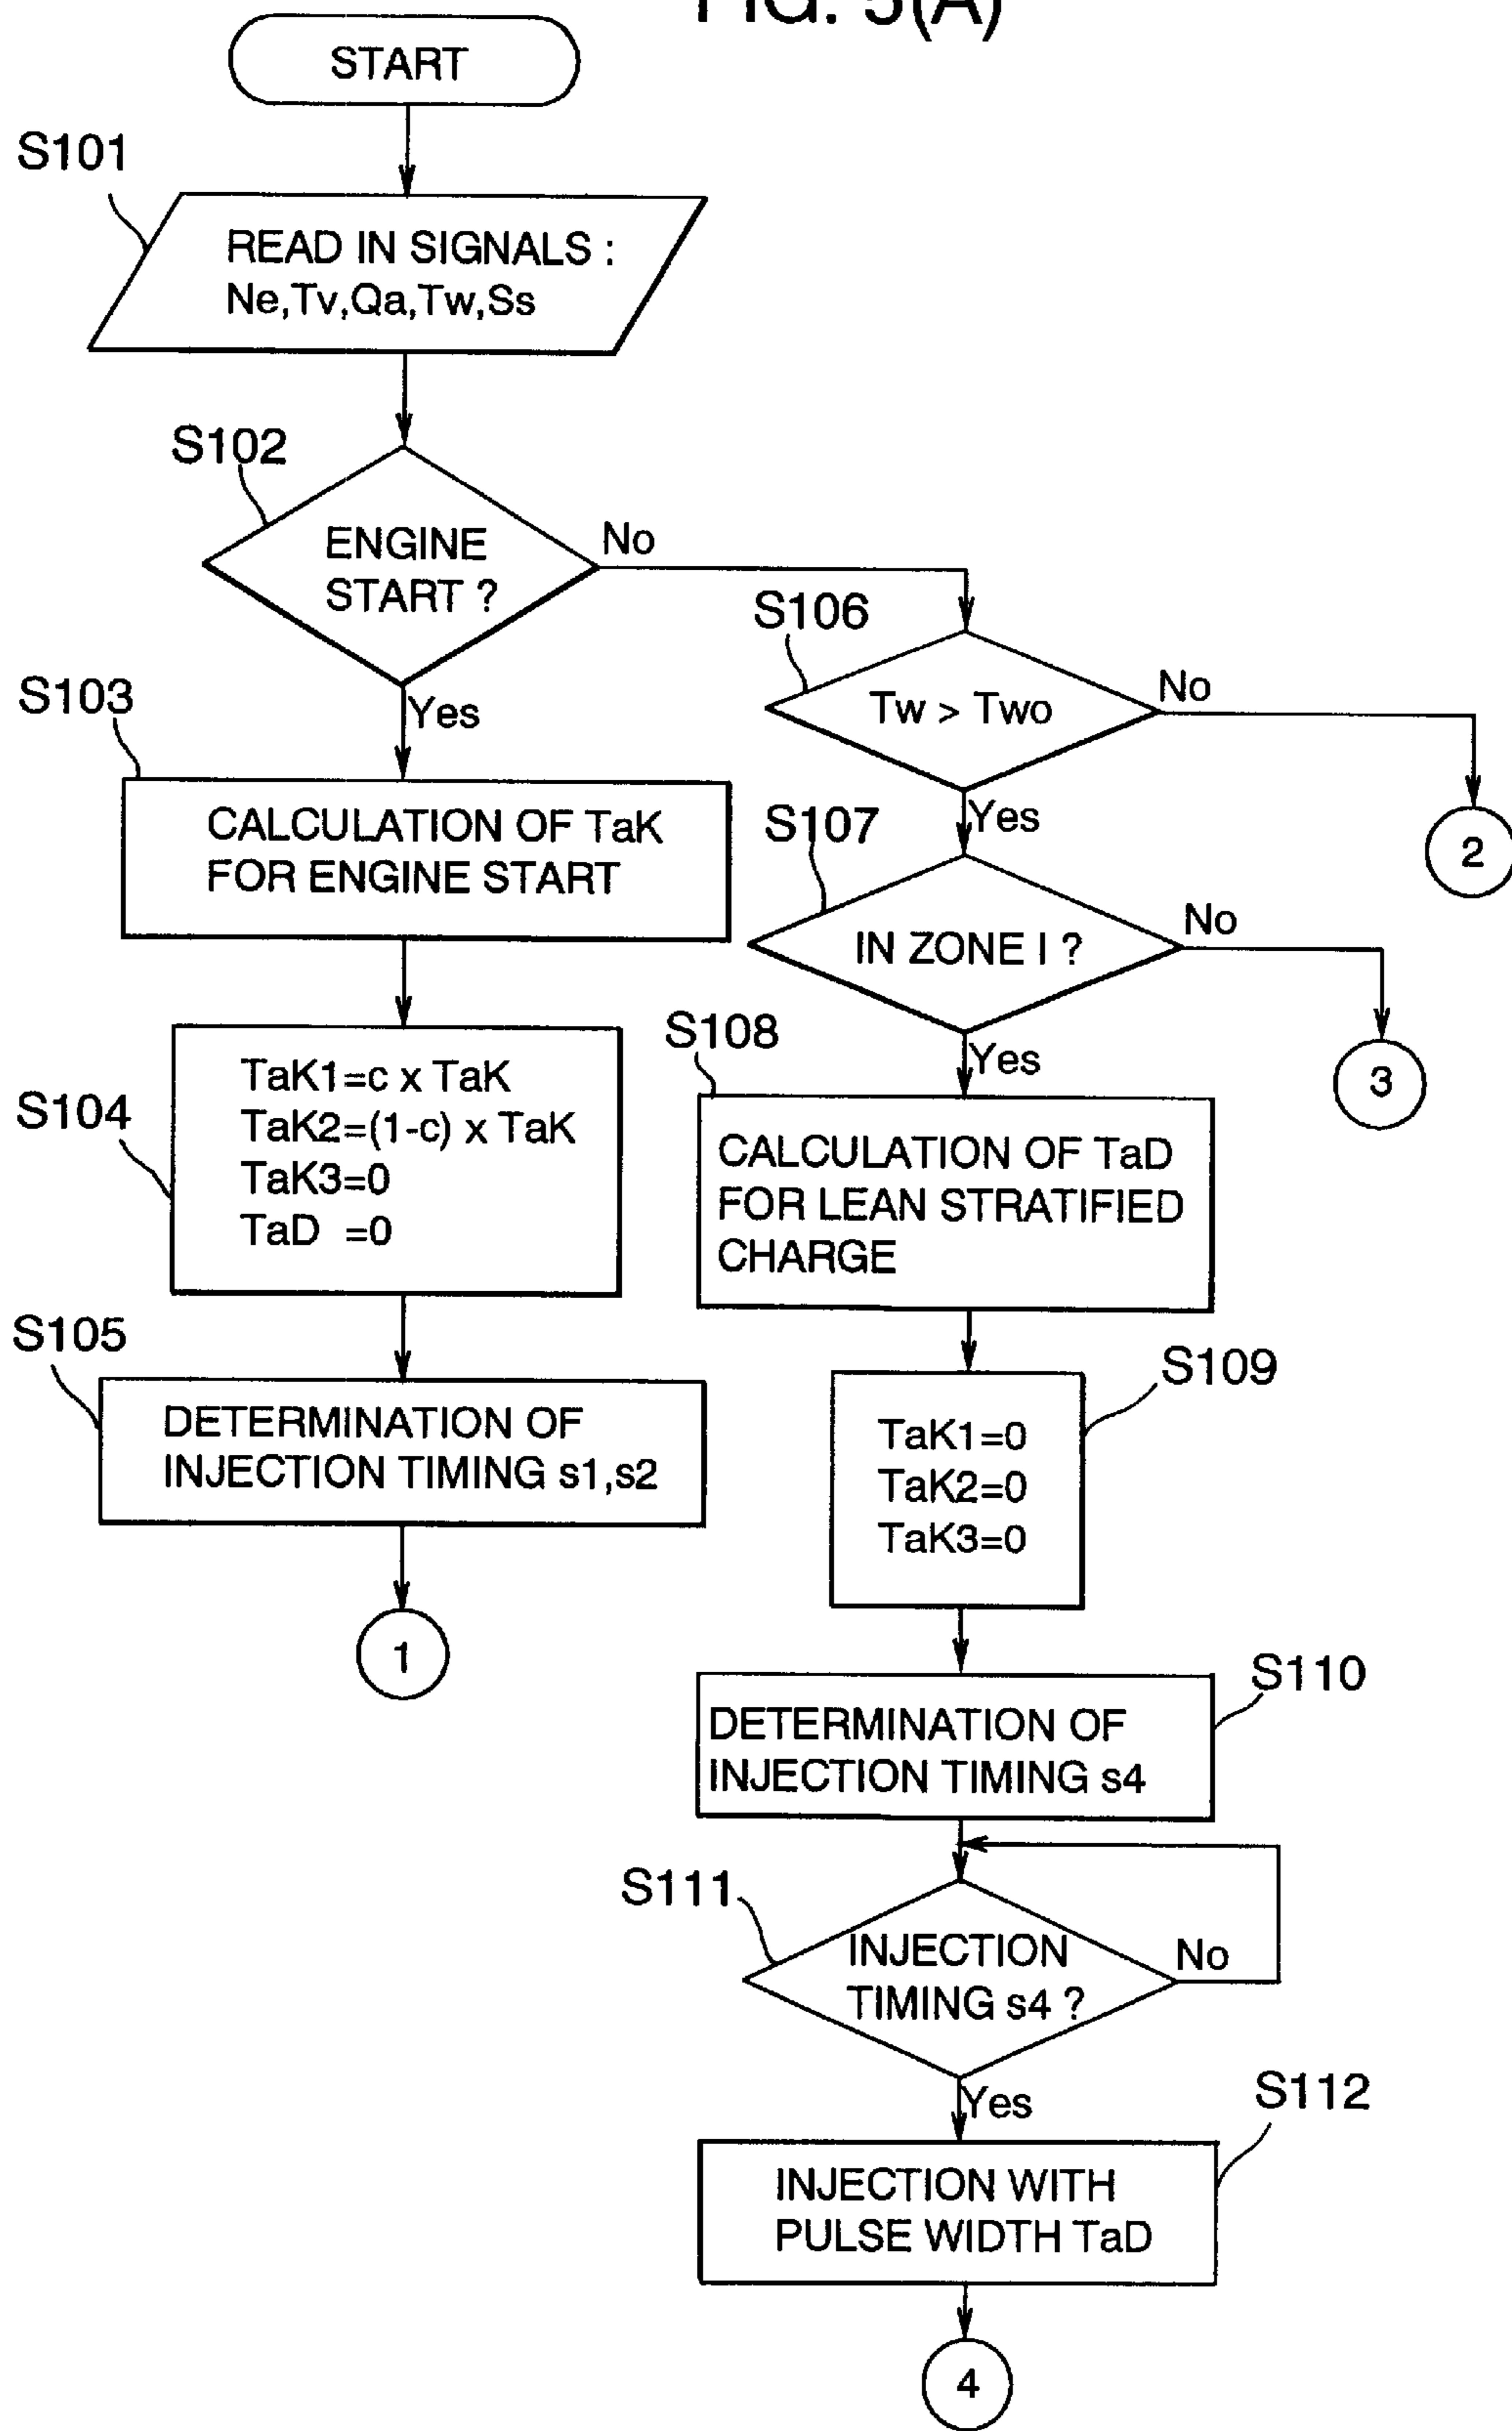 FIG. 5(A)
START
S101
READ IN SIGNALS :
Ne,Tv,Qa,Tw,Ss
S102
ENGINE
START ?
No
Yes
S103
CALCULATION OF TaK
FOR ENGINE START
S104
TaK1=c x TaK
TaK2=(1-c) x TaK
TaK3=0
TaD =0
S105
DETERMINATION OF
INJECTION TIMING s1,s2
1
S106
Tw > Two
No
2
Yes
S107
IN ZONE I ?
No
3
Yes
S108
CALCULATION OF TaD
FOR LEAN STRATIFIED
CHARGE
S109
TaK1=0
TaK2=0
TaK3=0
S110
DETERMINATION OF
INJECTION TIMING s4
S111
INJECTION
TIMING s4 ?
No
Yes
S112
INJECTION WITH
PULSE WIDTH TaD
4